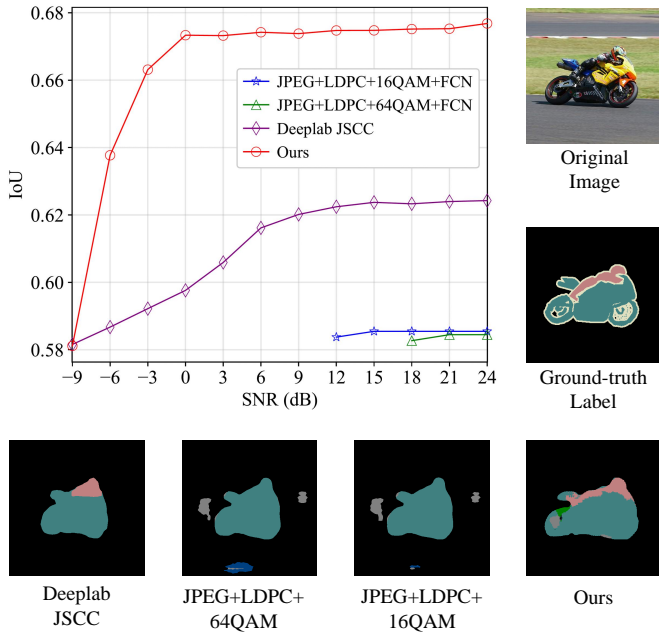 0.68
0.66
0.64
0.62
0.60
0.58
IoU
−9 −6 −3 0 3 6 9 12 15 18 21 24
SNR (dB)
JPEG+LDPC+16QAM+FCN
JPEG+LDPC+64QAM+FCN
Deeplab JSCC
Ours
Original
Image
Ground-truth
Label
Deeplab
JSCC
JPEG+LDPC+
64QAM
JPEG+LDPC+
16QAM
Ours